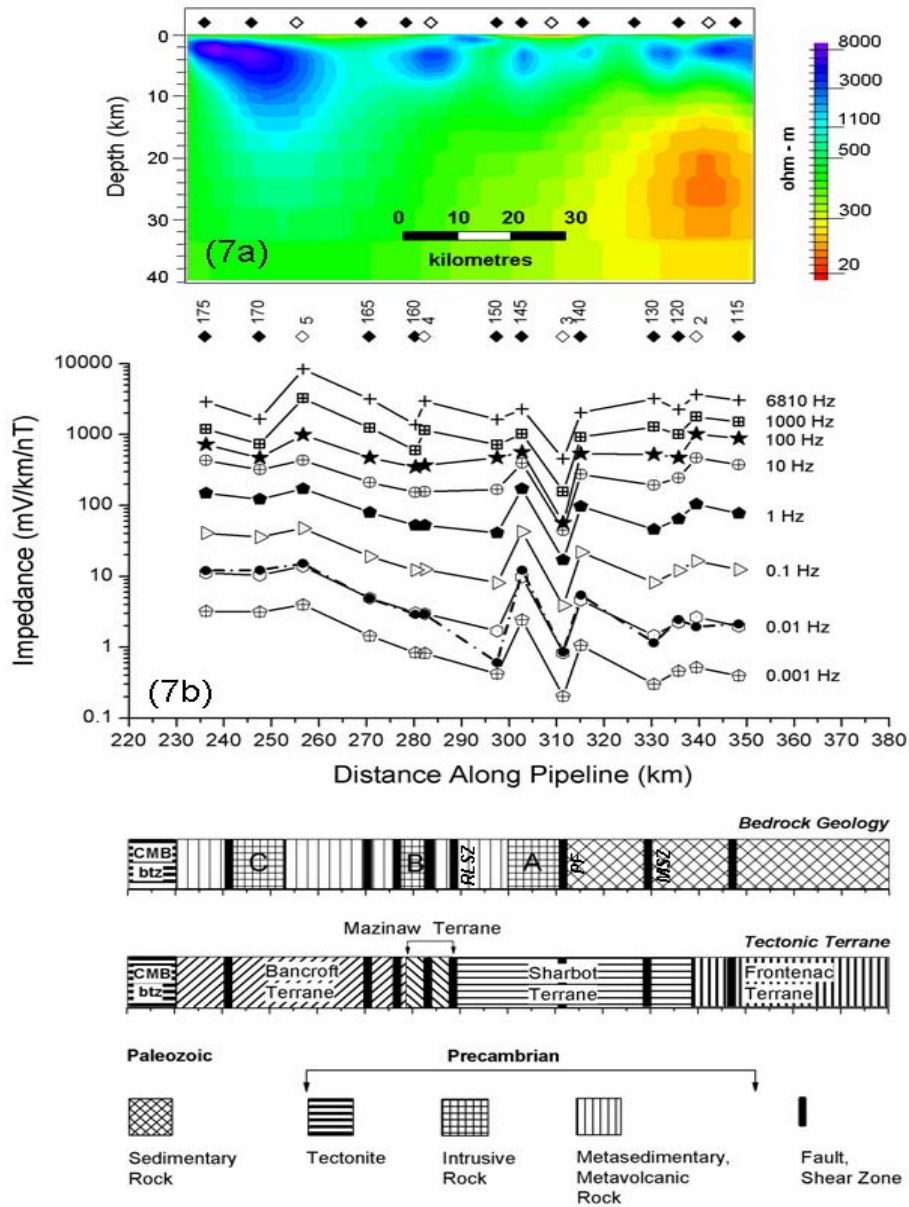 0
10
20
30
40
Depth (km)
(7a)
0 10 20 30
kilometres
8000
3000
1100
500
300
20
ohm - m
175 170 5 165 160 4 150 145 3 140 130 120 2 115
10000
1000
100
10
1
0.1
Impedance (mV/km/nT)
6810 Hz
1000 Hz
100 Hz
10 Hz
1 Hz
0.1 Hz
0.01 Hz
0.001 Hz
(7b)
220 230 240 250 260 270 280 290 300 310 320 330 340 350 360 370 380
Distance Along Pipeline (km)
Bedrock Geology
CMB
btz
C B RLSZ A PF MSZ
Mazinaw Terrane
Tectonic Terrane
CMB
btz
Bancroft
Terrane
Sharbot
Terrane
Frontenac
Terrane
Paleozoic Precambrian
Sedimentary
Rock
Tectonite
Intrusive
Rock
Metasedimentary,
Metavolcanic
Rock
Fault,
Shear Zone